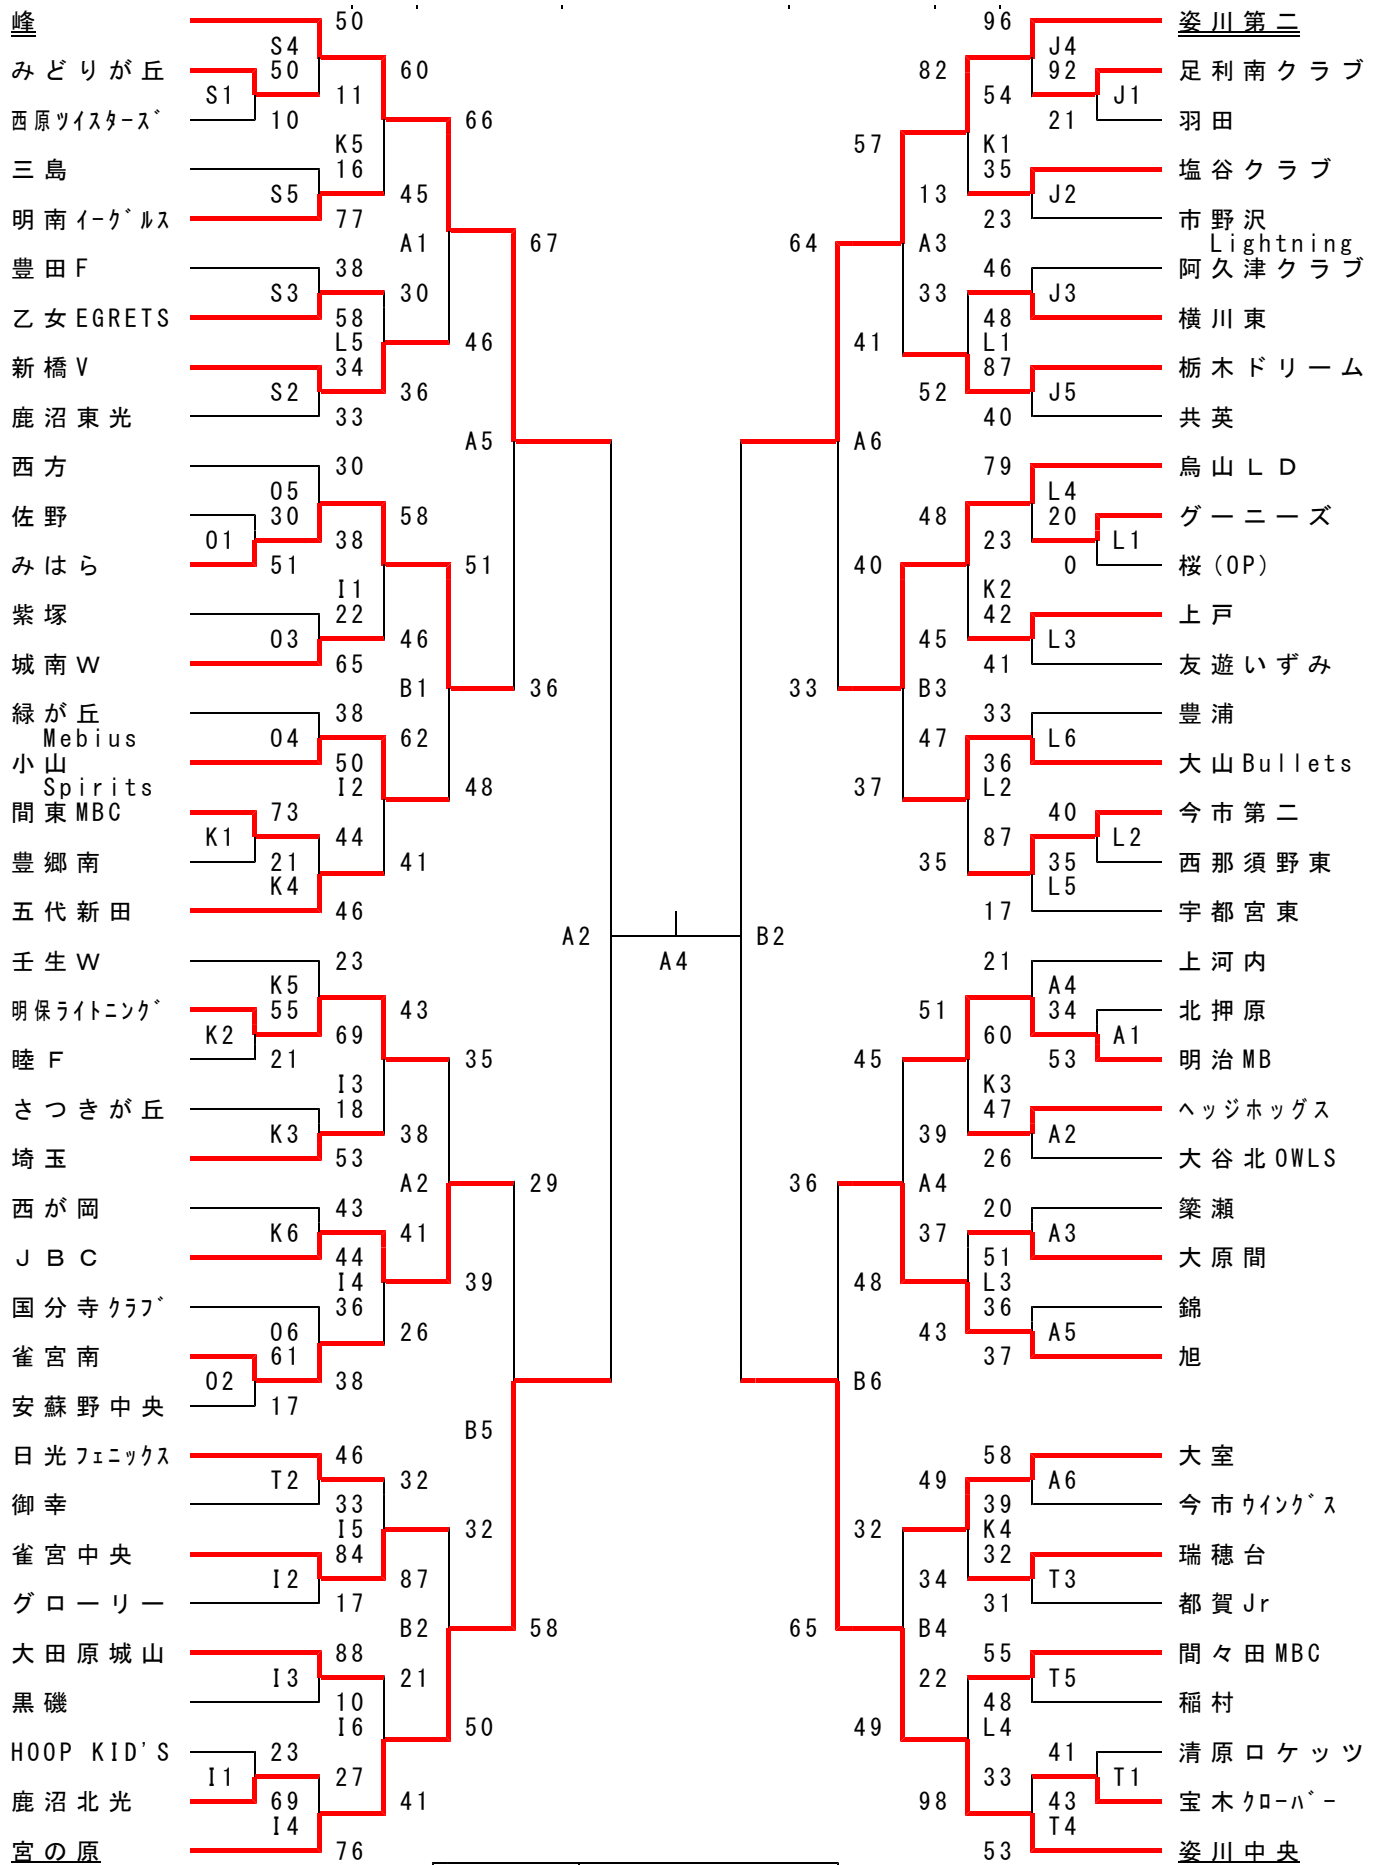 峰 50 96 姿川第二
S4 J4
みどりが丘 50 60 82 92 足利南クラブ
S1 11 54 J1
西原ツイスターズ 10 66 21 羽田
K5 57 K1
三島 16 35 塩谷クラブ
S5 45 13 J2
明南イーグルス 77 23 市野沢
A1 67 64 A3 Lightning
豊田F 38 46 阿久津クラブ
S3 30 33 J3
乙女EGRETS 58 48 横川東
L5 46 41 L1
新橋V 34 87 栃木ドリーム
S2 36 52 J5
鹿沼東光 33 40 共英
A5 A6
西方 30 79 烏山LD
O5 L4
佐野 30 58 48 20 グーニーズ
O1 38 23 L1
みはら 51 51 40 0 桜(OP)
I1 K2
紫塚 22 42 上戸
O3 46 45 L3
城南W 65 41 友遊いずみ
B1 36 33 B3
緑が丘 38 33 豊浦
Mebius O4 62 47 L6
小山 50 36 大山Bullets
Spirits I2 48 37 L2
間東MBC 73 40 今市第二
K1 44 87 L2
豊郷南 21 41 35 35 西那須野東
K4 L5
五代新田 46 17 宇都宮東
A2 B2
壬生W 23 A4 21 上河内
K5 A4
明保ライトニング 55 43 51 34 北押原
K2 69 60 A1
睦F 21 35 45 53 明治MB
I3 K3
さつきが丘 18 47 ヘッジホッグス
K3 38 39 A2
埼玉 53 26 大谷北OWLS
A2 29 36 A4
西が岡 43 20 簗瀬
K6 41 37 A3
JBC 44 51 大原間
I4 39 48 L3
国分寺クラブ 36 36 錦
O6 26 43 A5
雀宮南 61 37 旭
O2 38 B6
安蘇野中央 17
B5
日光フェニックス 46 58 大室
T2 32 49 A6
御幸 33 39 今市ウイングス
I5 32 32 K4
雀宮中央 84 32 瑞穂台
I2 87 34 T3
グローリー 17 31 都賀Jr
B2 58 65 B4
大田原城山 88 55 間々田MBC
I3 21 22 T5
黒磯 10 48 稲村
I6 50 49 L4
HOOP KID'S 23 41 清原ロケッツ
I1 27 33 T1
鹿沼北光 69 41 98 43 宝木クローバー
I4 T4
宮の原 76 53 姿川中央